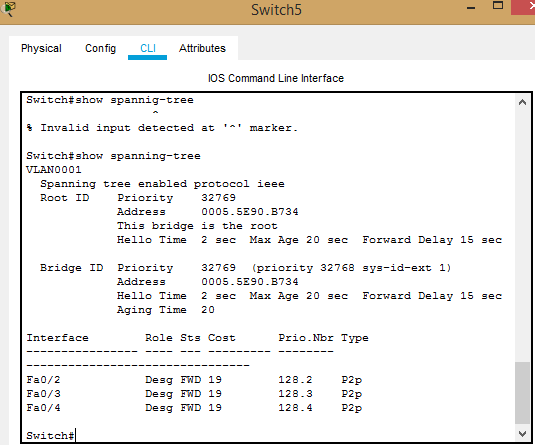 Switch5
Physical Config CLI Attributes
IOS Command Line Interface
Switch#show spannig-tree
^
% Invalid input detected at '^' marker.
Switch#show spanning-tree
VLAN0001
Spanning tree enabled protocol ieee
Root ID Priority 32769
Address 0005.5E90.B734
This bridge is the root
Hello Time 2 sec Max Age 20 sec Forward Delay 15 sec
Bridge ID Priority 32769 (priority 32768 sys-id-ext 1)
Address 0005.5E90.B734
Hello Time 2 sec Max Age 20 sec Forward Delay 15 sec
Aging Time 20
Interface Role Sts Cost Prio.Nbr Type
---------------- ---- --- --------- -------- --------------------------------
Fa0/2 Desg FWD 19 128.2 P2p
Fa0/3 Desg FWD 19 128.3 P2p
Fa0/4 Desg FWD 19 128.4 P2p
Switch#